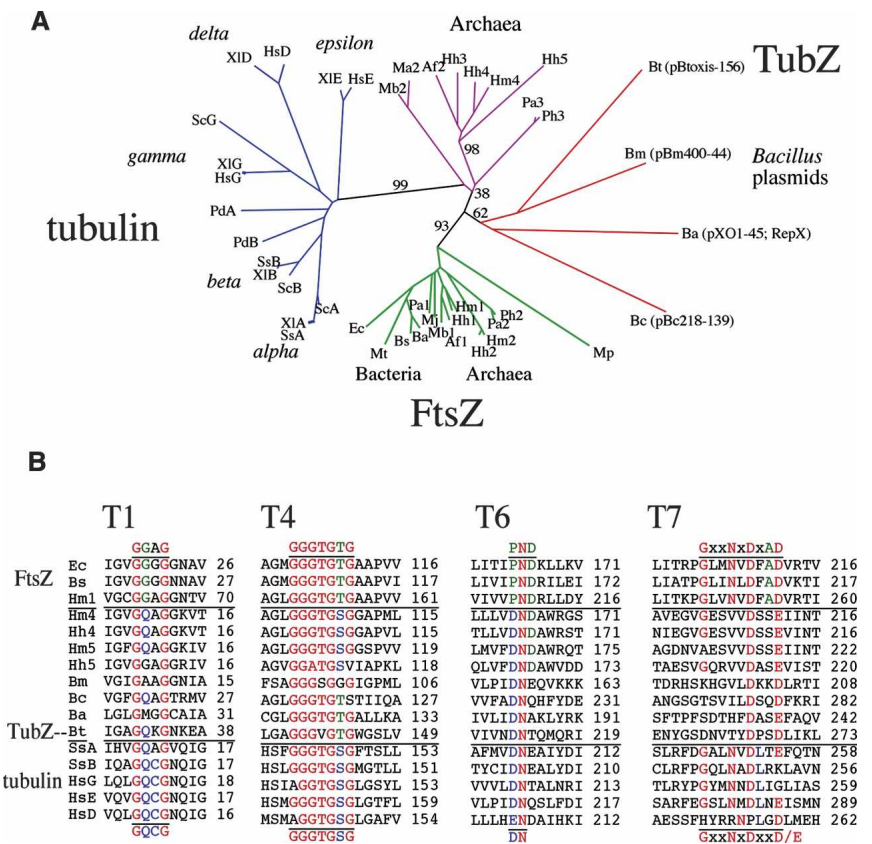 A
Archaea
delta
XlD HsD
epsilon
XlE HsE
Mb2 Ma2 Af2 Hh3 Hh4 Hm4 Hh5
Bt (pBtoxis-156) TubZ
ScG
Pa3
Ph3
98
gamma
XlG
HsG
Bm (pBm400-44) Bacillus
plasmids
99
38
PdA
62
tubulin
93
Ba (pXO1-45; RepX)
PdB
SsB
XlB
beta
ScB
ScA
XlA
SsA
alpha
Bc (pBc218-139)
Ec Mt Bs Ba Pa1 Mj Mb1 Af1 Hh1 Hm1 Hh2 Hm2 Pa2 Ph2 Mp
Bacteria Archaea
FtsZ
B
T1 T4 T6 T7
GGAG GGGTGTG PND GxxNxDxAD
FtsZ
Ec IGVGGGGGNAV 26 AGMGGGTGTGAAPVV 116 LITIPNDKLLKV 171 LITRPGLMNVDFADVRTV 216
Bs IGVGGGGNNAV 27 AGMGGGTGTGAAPVI 117 LIVIPNDRILEI 172 LIATPGLINLDFADVKTI 217
Hm1 VGCGGAGGNTV 70 AGMGGGTGTGAAPVV 161 VIVVPNDRLLDY 216 LITKPGLVNVDFADVRTI 260
Hm4 IGVGQAGGKVT 16 AGLGGGTGSGGAPML 115 LLLVDNDAWRGS 171 AVEGVGESVVDSSEIINT 216
Hh4 IGVGQAGGKVT 16 AGLGGGTGSGGAPVL 115 TLLVDNDAWRST 171 NIEGVGESVVDSSEIINT 216
Hm5 IGFGQAGGKIV 16 AGLGGGTGSGGSPVV 119 LMVFDNDAWRQT 175 AGDNVAESVVDSSEIINT 216
Hh5 IGVGGAGGRIV 16 AGVGGATGSVIAPKL 118 QLVFDNDAWVDD 173 TAESVGQRVVDASEVIST 220
Bm VGIGAAGGNIA 15 FSAGGGSGGGIGPMI 106 VLPIDNEQVKKK 163 TDRHSKHGVLDKKDLRTI 208
Bc VGFGQAGTRMV 27 AGLGGGTGTSTIIQA 127 VFVVDNQHFYDE 231 ANGSGTSVILDQSEFYQT 280
Ba LGLGMGGCAIA 31 CGLGGGTGTGALLKA 133 VLIIDNAKLYRK 191 SFTPFSDTHFDASEFAQV 242
TubZ--Bt IGAGQKGNKEA 38 LGAGGGVGTGWGSLV 149 VIVNDNTQMQRI 219 ENYGSDNVTYDPSDLIKL 273
SsA IHVGQAGVQIG 17 HSFGGGTGSGFTSLL 153 AFMVDNEAIYDI 212 SLRFDGALNVDLTEFQTN 258
SsB IQAGQCGNQIG 17 HSLGGGTGSGMGTLL 151 TYCIDNEALYDI 210 CLRFPGQLNADLRKLAVN 256
tubulin
HsG LQLGQCGNQIG 18 HSIAGGTGSGLGSYL 153 VVVLDNTALNRI 213 TLRYPGYMNNDLIGLIAS 259
HsE VQVGQCGNQIG 17 HSMGGGTGSGLGTFL 159 VLPIDNQSLFDI 217 SARFEGSLNMDLNEISMN 289
HsD VQLGQCGNQIG 16 MSMAGGTGSGLGAFV 154 LLLHENDAIHKI 212 AESSFHYRRNPLGDLMEH 262
GQCG GGGTGSG DN GxxNxDxxD/E